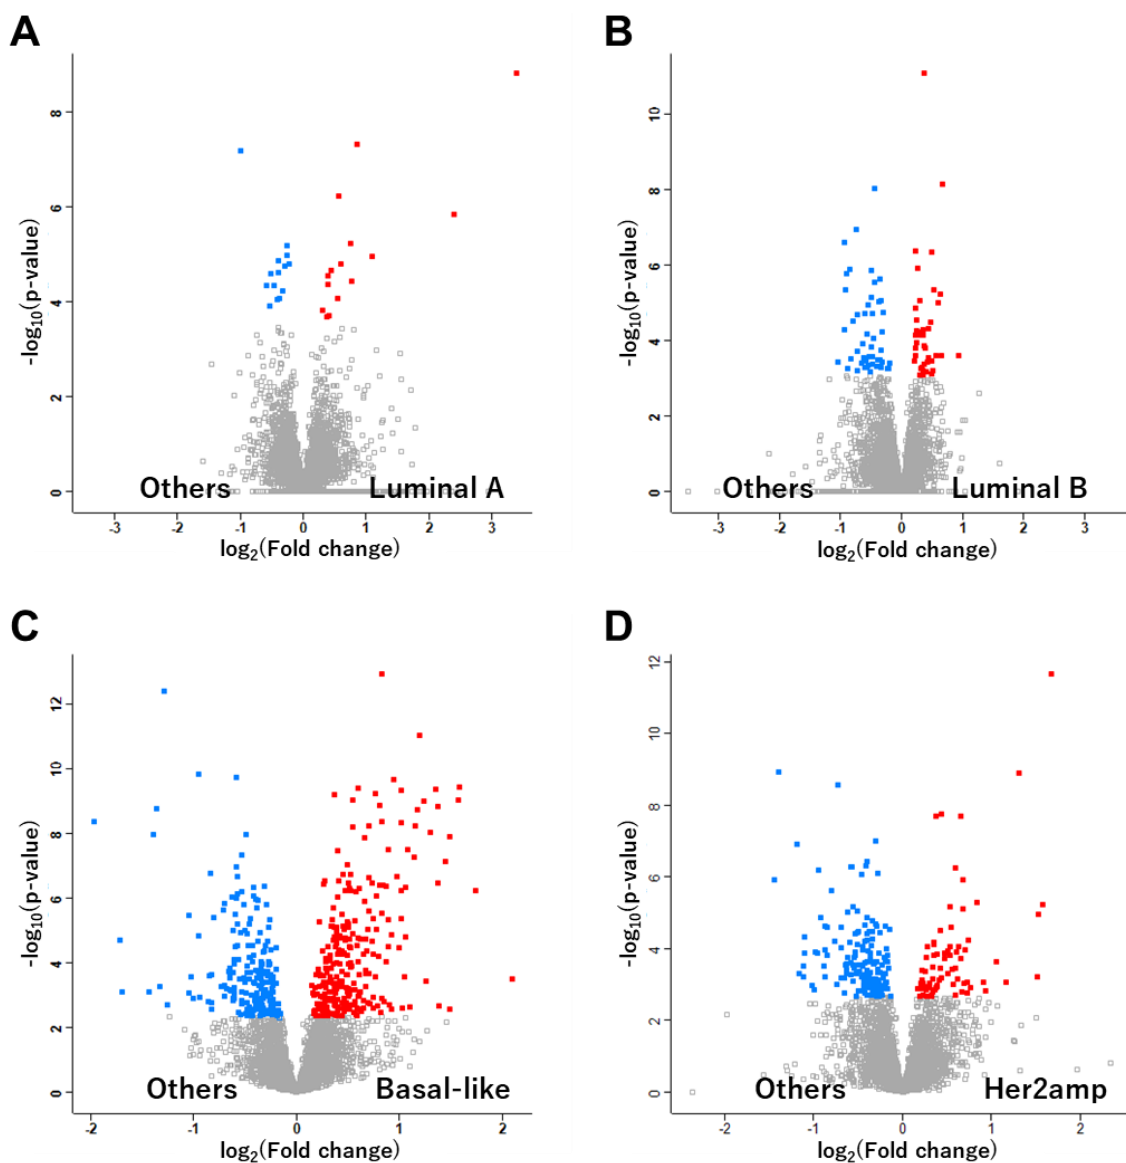 A
-log10(p-value)
8
6
4
2
0
Others
Luminal A
-3 -2 -1 0 1 2 3
log2(Fold change)
B
-log10(p-value)
10
8
6
4
2
0
Others
Luminal B
-3 -2 -1 0 1 2 3
log2(Fold change)
C
-log10(p-value)
12
10
8
6
4
2
0
Others
Basal-like
-2 -1 0 1 2
log2(Fold change)
D
-log10(p-value)
12
10
8
6
4
2
0
Others
Her2amp
-2 -1 0 1 2
log2(Fold change)